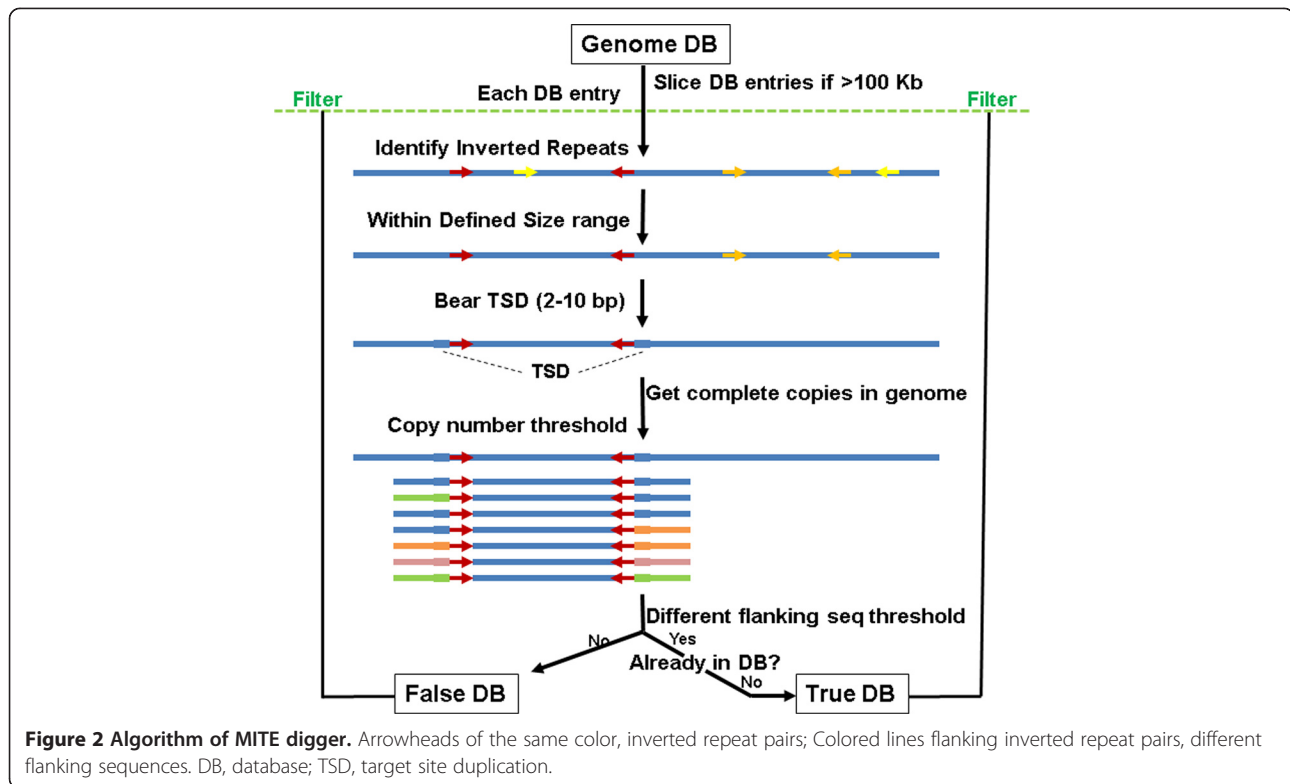 Genome DB
Slice DB entries if >100 Kb
Each DB entry
Filter
Filter
Identify Inverted Repeats
Within Defined Size range
Bear TSD (2-10 bp)
TSD
Get complete copies in genome
Copy number threshold
Different flanking seq threshold
No
Yes
Already in DB?
No
False DB
True DB
Figure 2 Algorithm of MITE digger. Arrowheads of the same color, inverted repeat pairs; Colored lines flanking inverted repeat pairs, different
flanking sequences. DB, database; TSD, target site duplication.